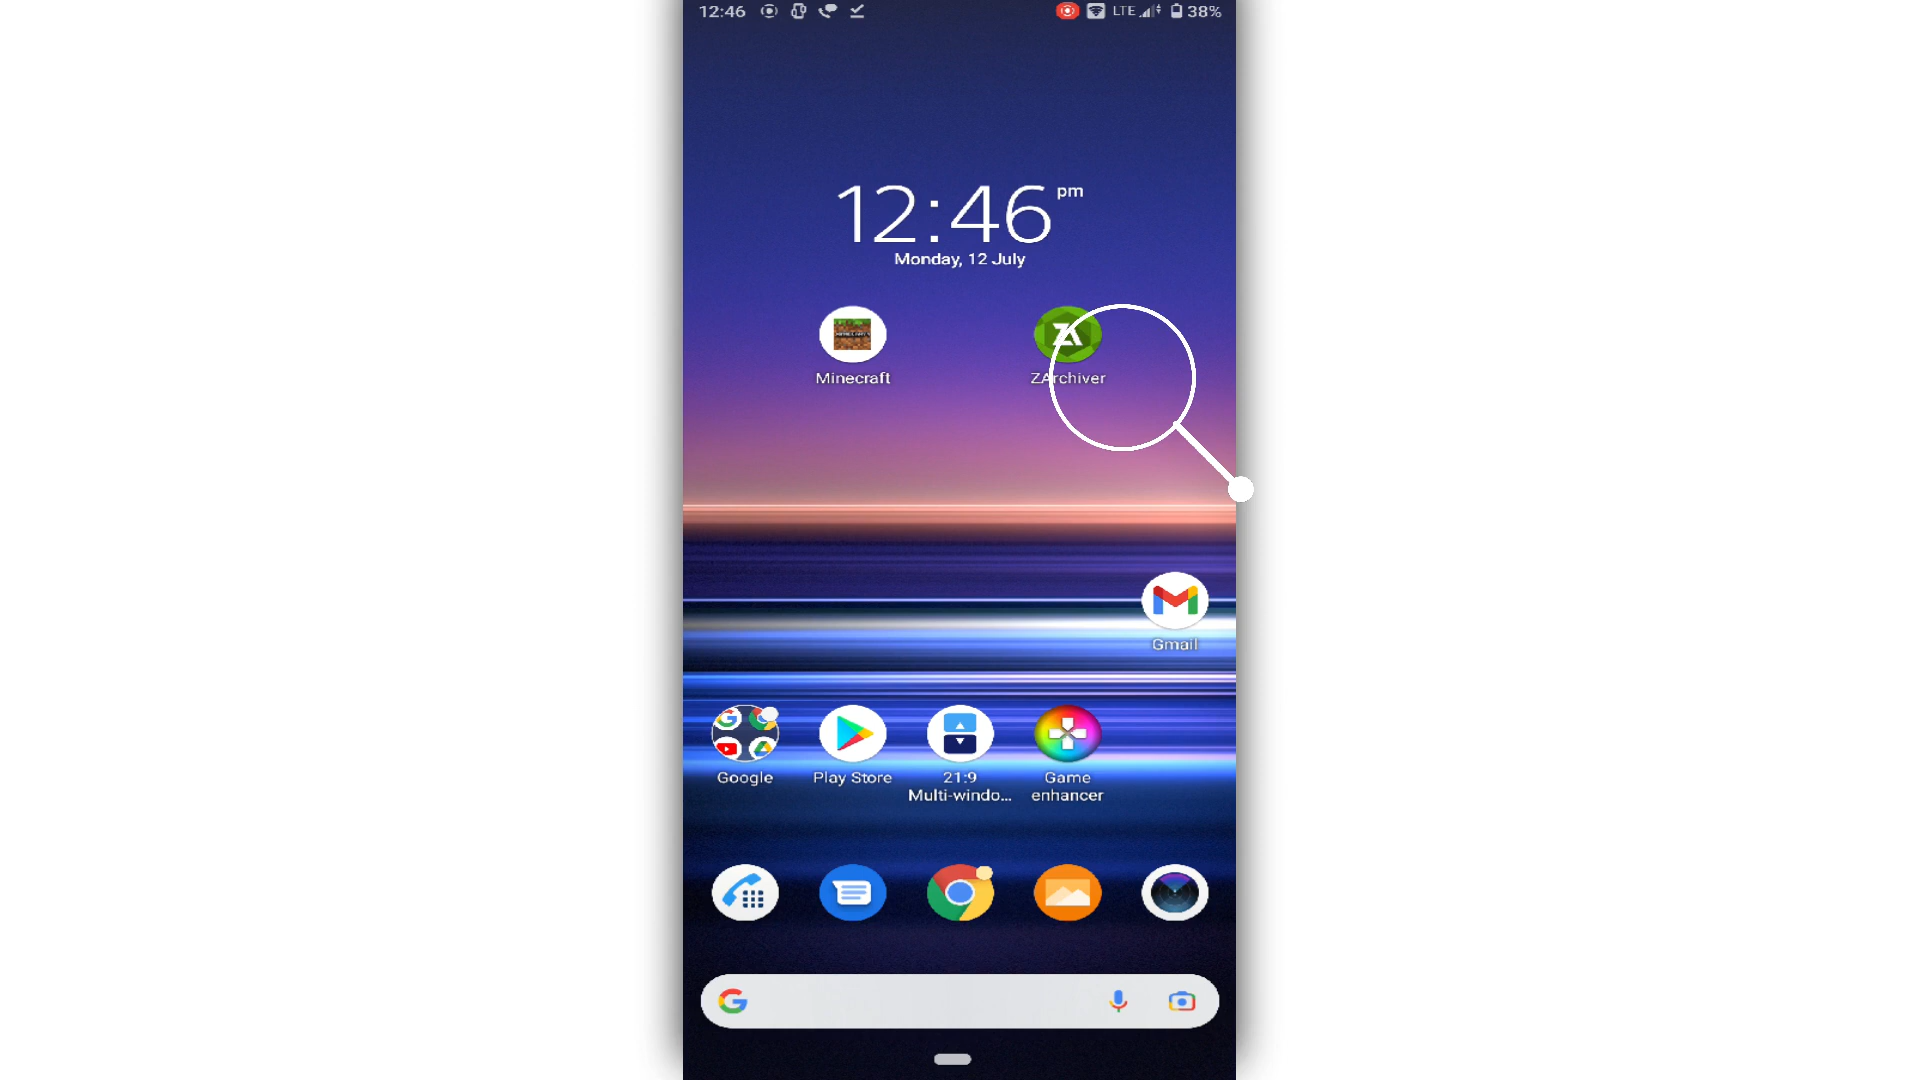 12:46 LTE 38%
12:46 pm
Monday, 12 July
Minecraft ZArchiver
Gmail
Google Play Store 21:9 Multi-windo... Game enhancer